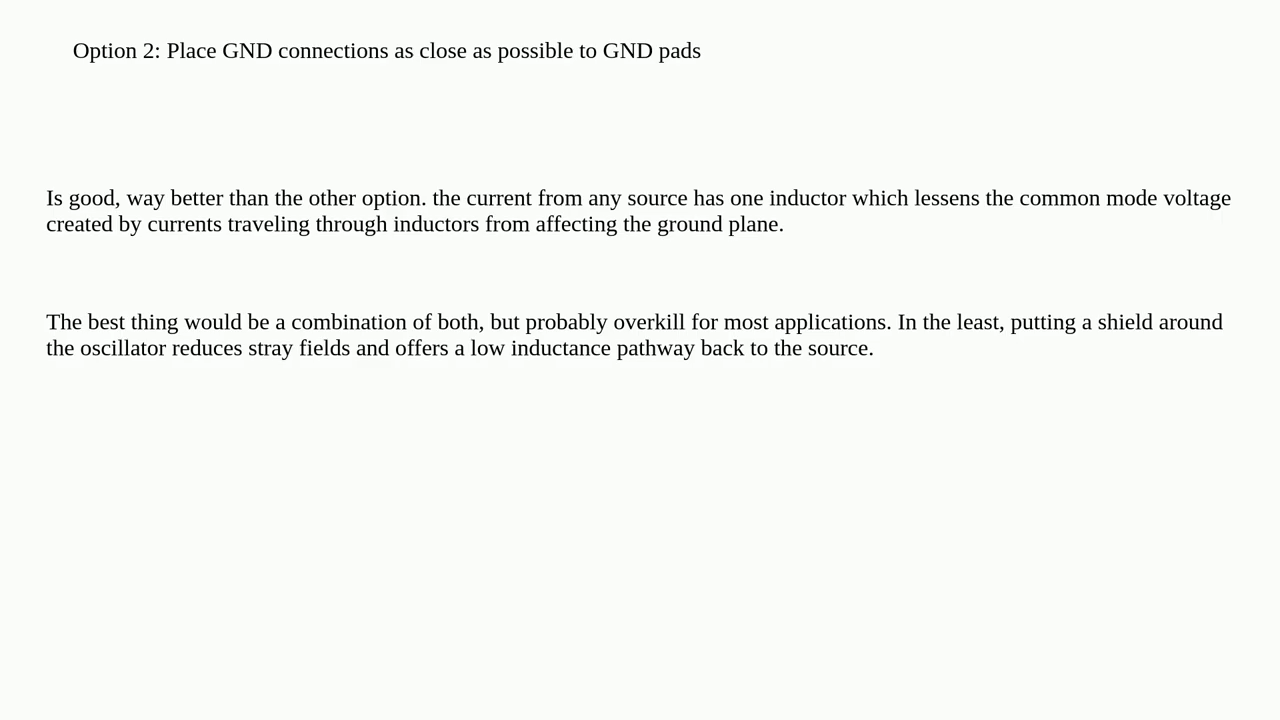 Option 2: Place GND connections as close as possible to GND pads
Is good, way better than the other option. the current from any source has one inductor which lessens the common mode voltage
created by currents traveling through inductors from affecting the ground plane.
The best thing would be a combination of both, but probably overkill for most applications. In the least, putting a shield around
the oscillator reduces stray fields and offers a low inductance pathway back to the source.